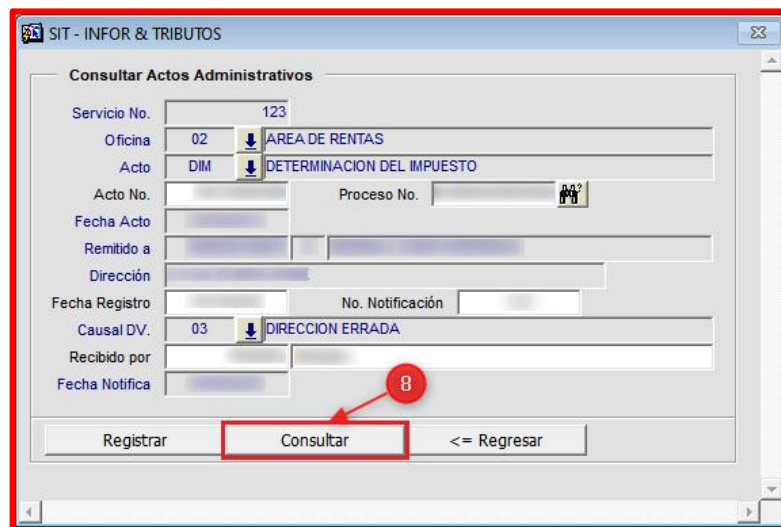 SIT - INFOR & TRIBUTOS
Consultar Actos Administrativos
Servicio No. 123
Oficina 02 AREA DE RENTAS
Acto DIM DETERMINACION DEL IMPUESTO
Acto No. Proceso No.
Fecha Acto
Remitido a
Dirección
Fecha Registro No. Notificación
Causal DV. 03 DIRECCION ERRADA
Recibido por
Fecha Notifica
8
Registrar Consultar <= Regresar